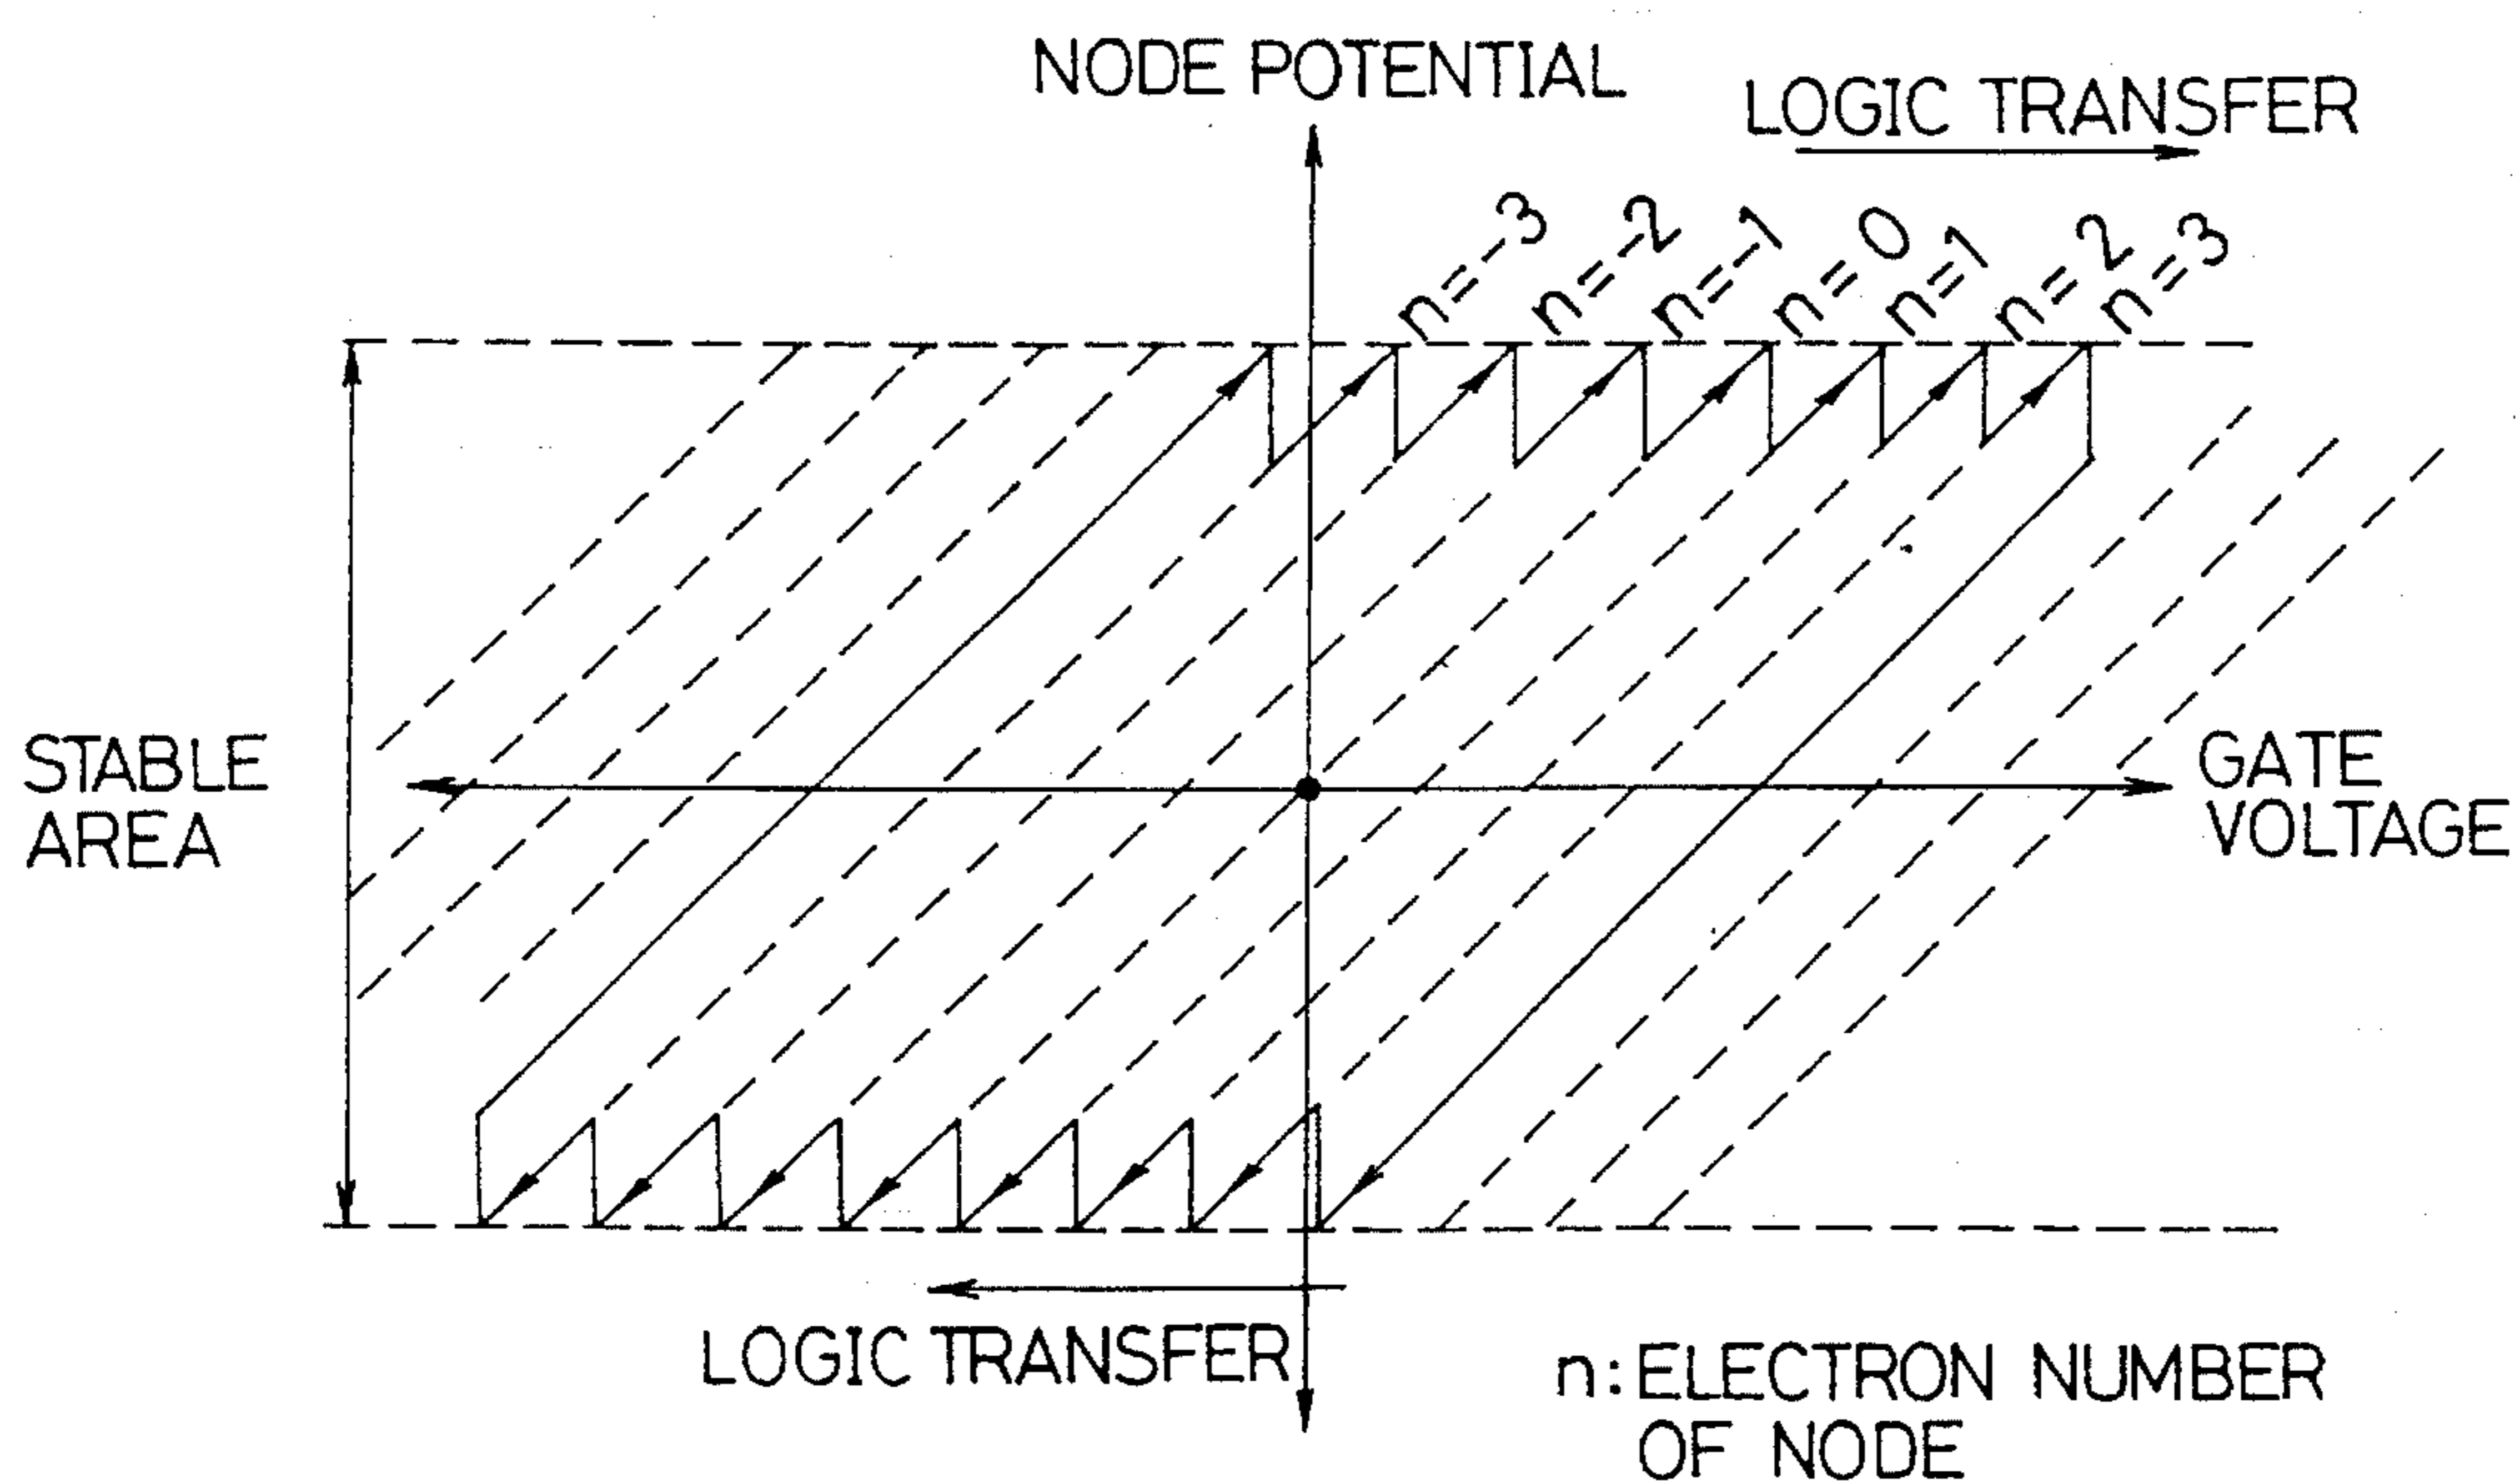 NODE POTENTIAL
LOGIC TRANSFER
n=-3
n=-2
n=-1
n=0
n=1
n=2
n=3
STABLE
AREA
GATE
VOLTAGE
LOGIC TRANSFER
n: ELECTRON NUMBER
OF NODE